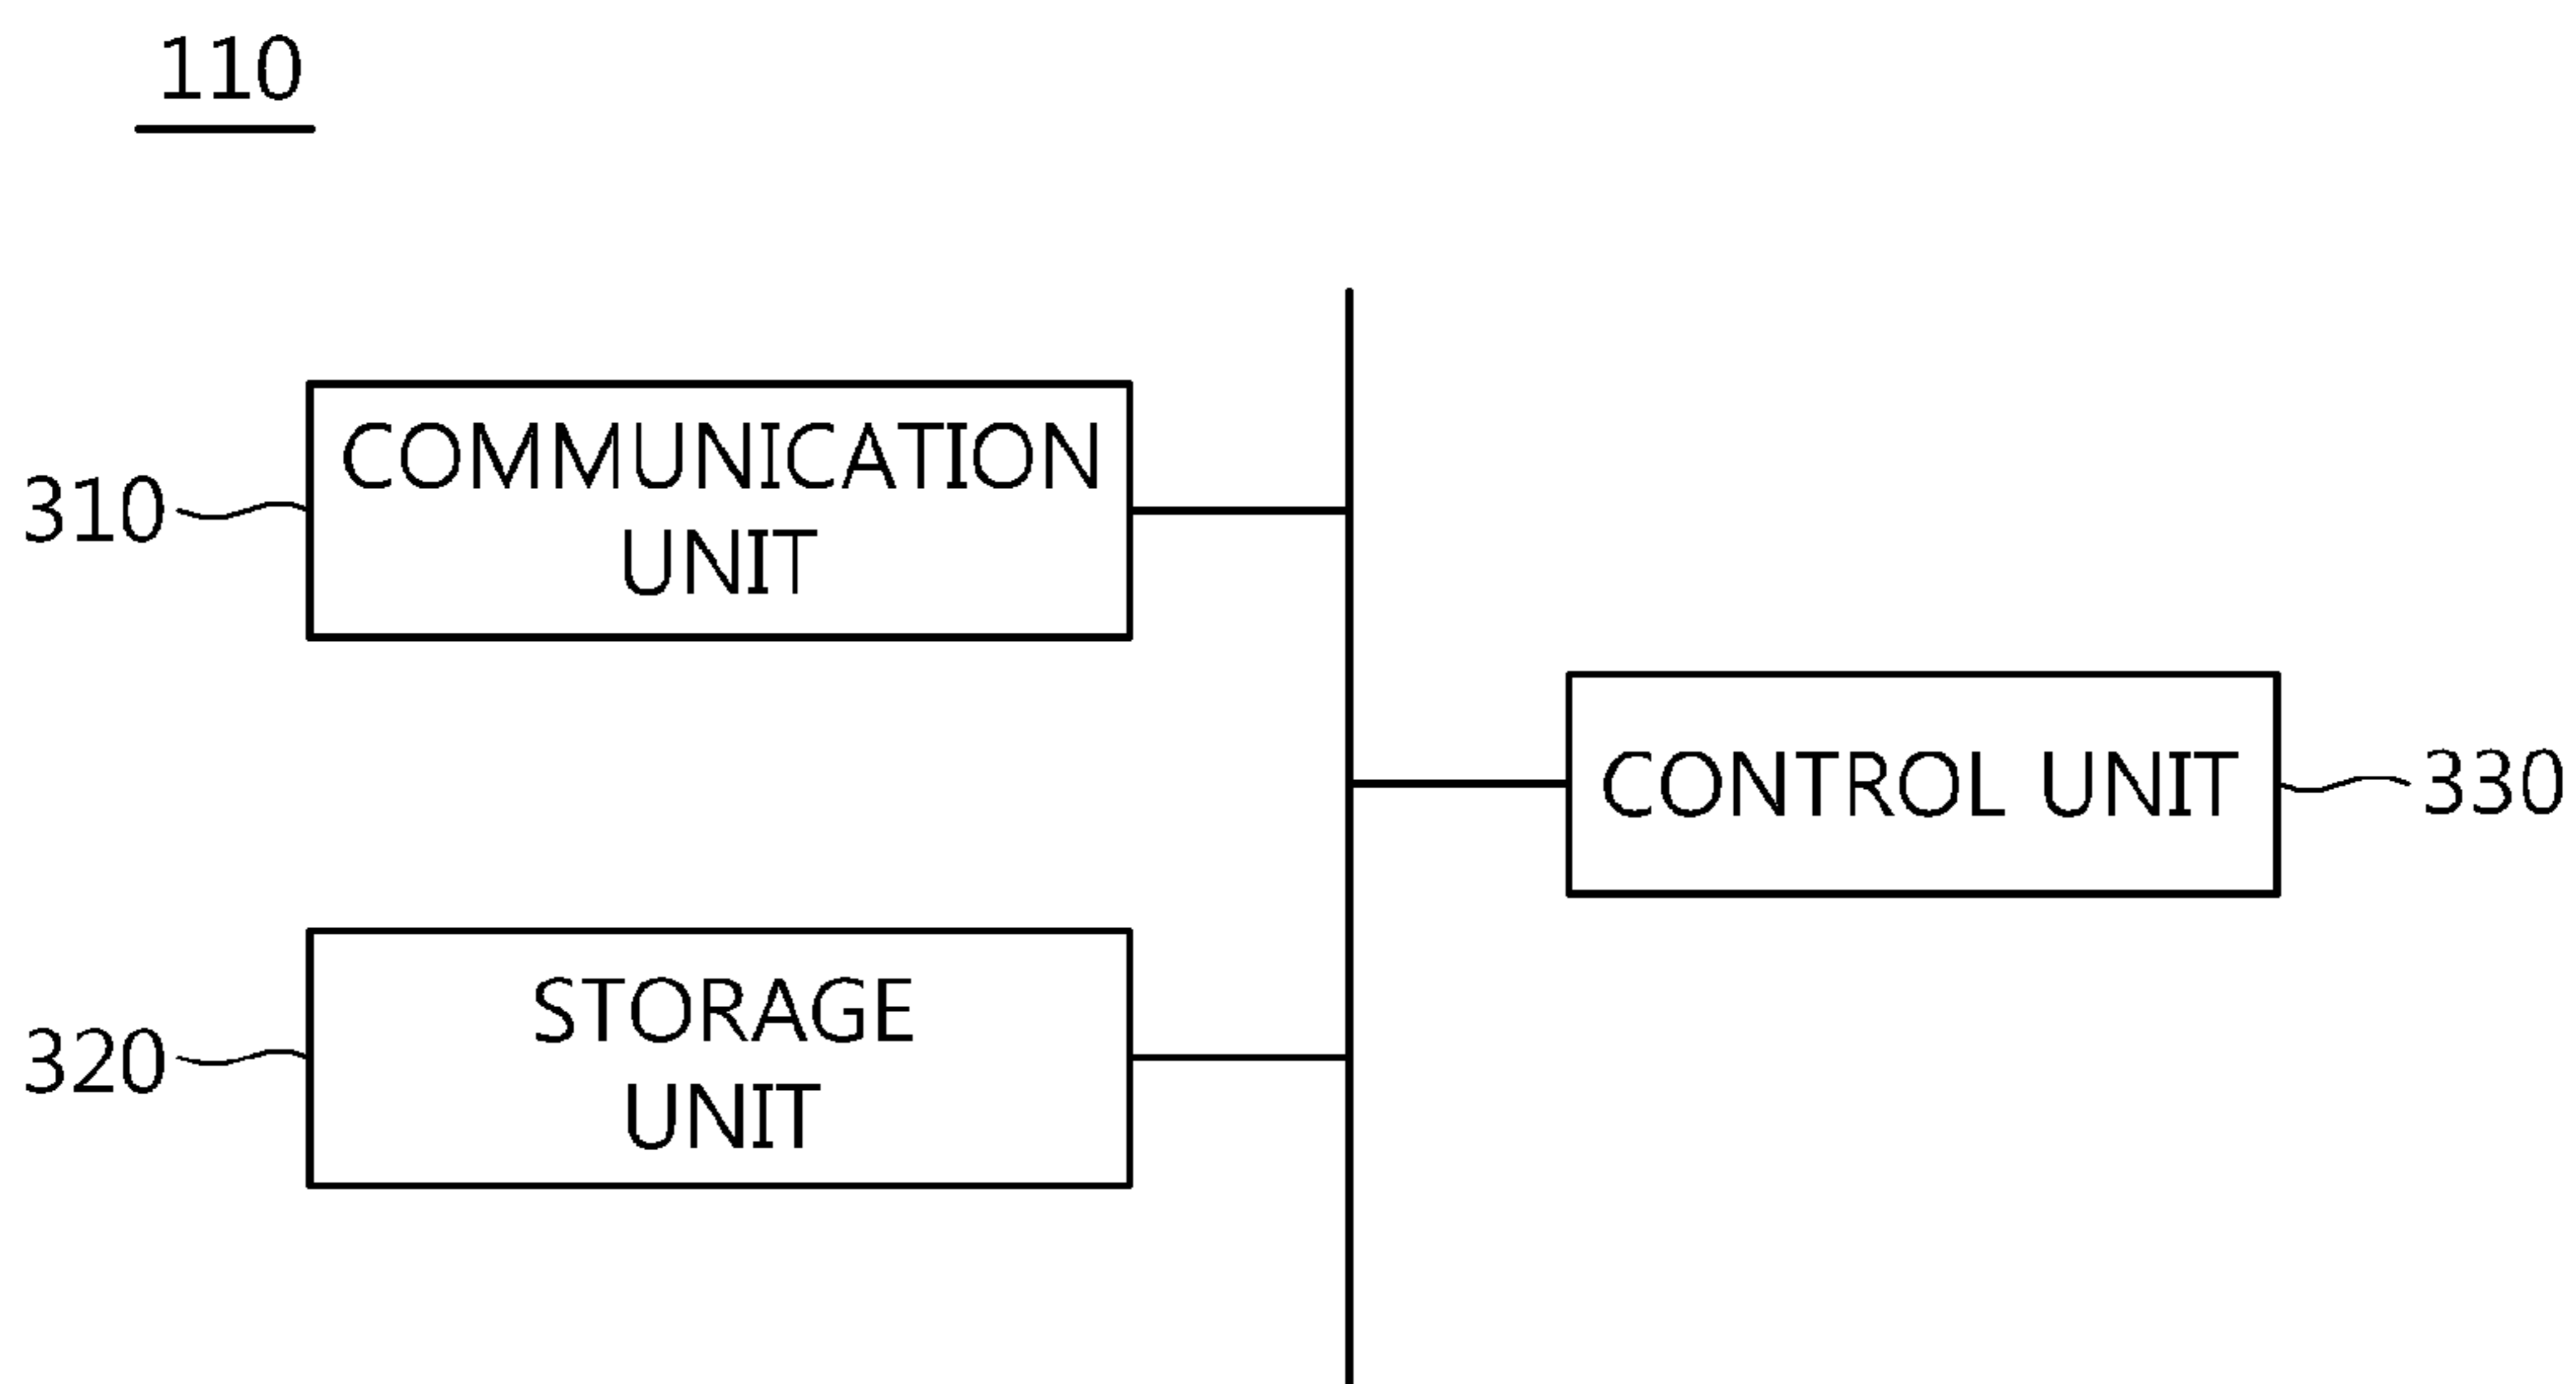 110
310
COMMUNICATION
UNIT
CONTROL UNIT
330
320
STORAGE
UNIT